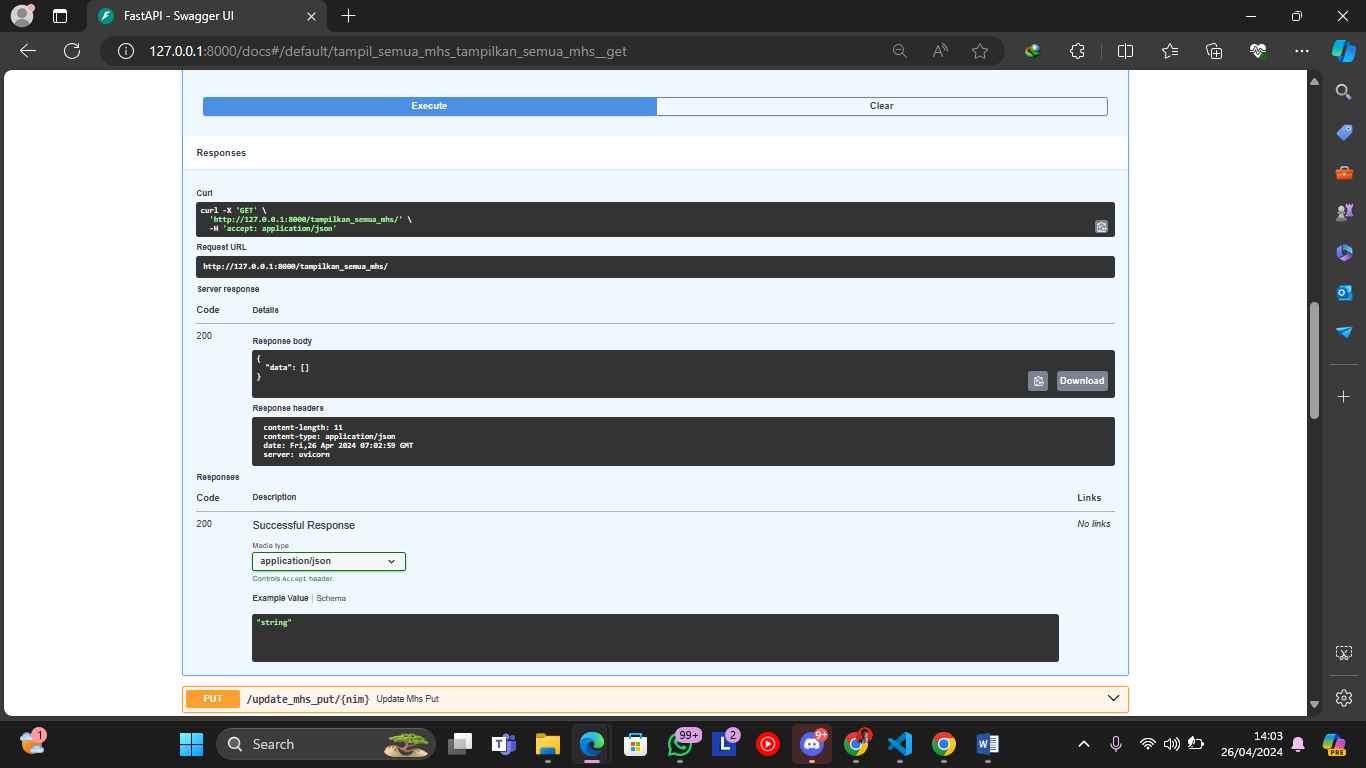 FastAPI - Swagger UI
127.0.0.1:8000/docs#/default/tampil_semua_mhs_tampilkan_semua_mhs__get
Execute
Clear
Responses
Curl
curl -X 'GET' \
'http://127.0.0.1:8000/tampilkan_semua_mhs/' \
-H 'accept: application/json'
Request URL
http://127.0.0.1:8000/tampilkan_semua_mhs/
Server response
Code Details
200
Response body
{
"data": []
}
Download
Response headers
content-length: 11
content-type: application/json
date: Fri,26 Apr 2024 07:02:59 GMT
server: uvicorn
Responses
Code Description Links
200 Successful Response No links
Media type
application/json
Controls Accept header.
Example Value | Schema
"string"
PUT /update_mhs_put/{nim} Update Mhs Put
1
Search
99+
L
2
9+
W
PRE
14:03
26/04/2024